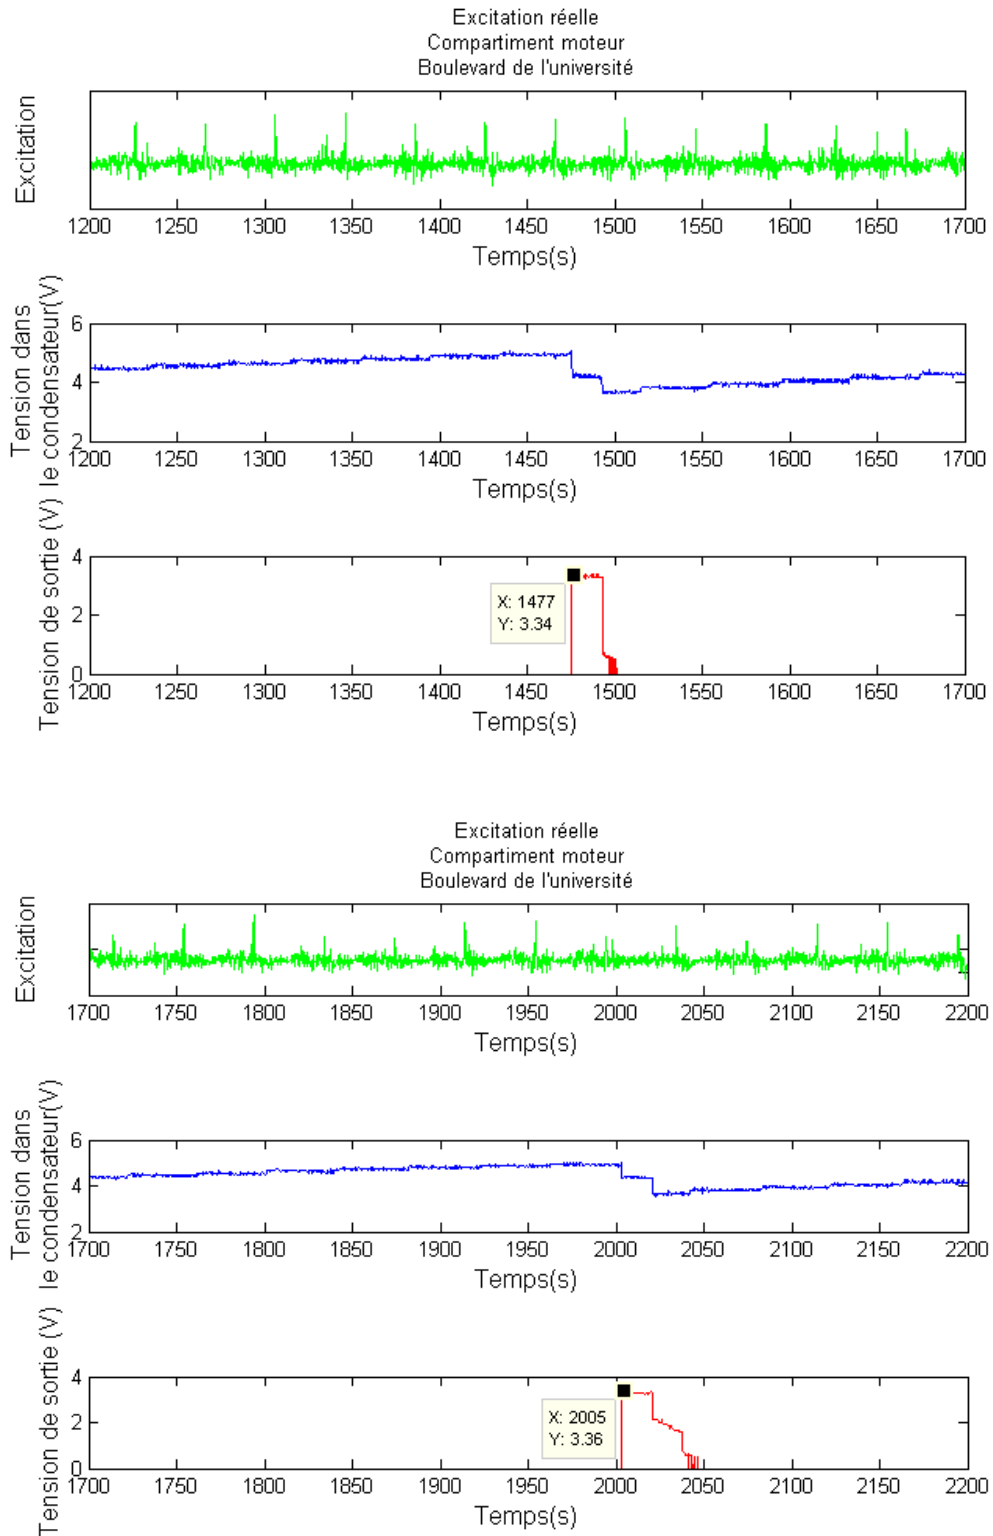 Excitation réelle
Compartiment moteur
Boulevard de l'université
Excitation
1200 1250 1300 1350 1400 1450 1500 1550 1600 1650 1700
Temps(s)
Tension dans
le condensateur(V)
6
4
2
1200 1250 1300 1350 1400 1450 1500 1550 1600 1650 1700
Temps(s)
Tension de sortie (V)
4
2
0
X: 1477
Y: 3.34
1200 1250 1300 1350 1400 1450 1500 1550 1600 1650 1700
Temps(s)
Excitation réelle
Compartiment moteur
Boulevard de l'université
Excitation
1700 1750 1800 1850 1900 1950 2000 2050 2100 2150 2200
Temps(s)
Tension dans
le condensateur(V)
6
4
2
1700 1750 1800 1850 1900 1950 2000 2050 2100 2150 2200
Temps(s)
Tension de sortie (V)
4
2
0
X: 2005
Y: 3.36
1700 1750 1800 1850 1900 1950 2000 2050 2100 2150 2200
Temps(s)